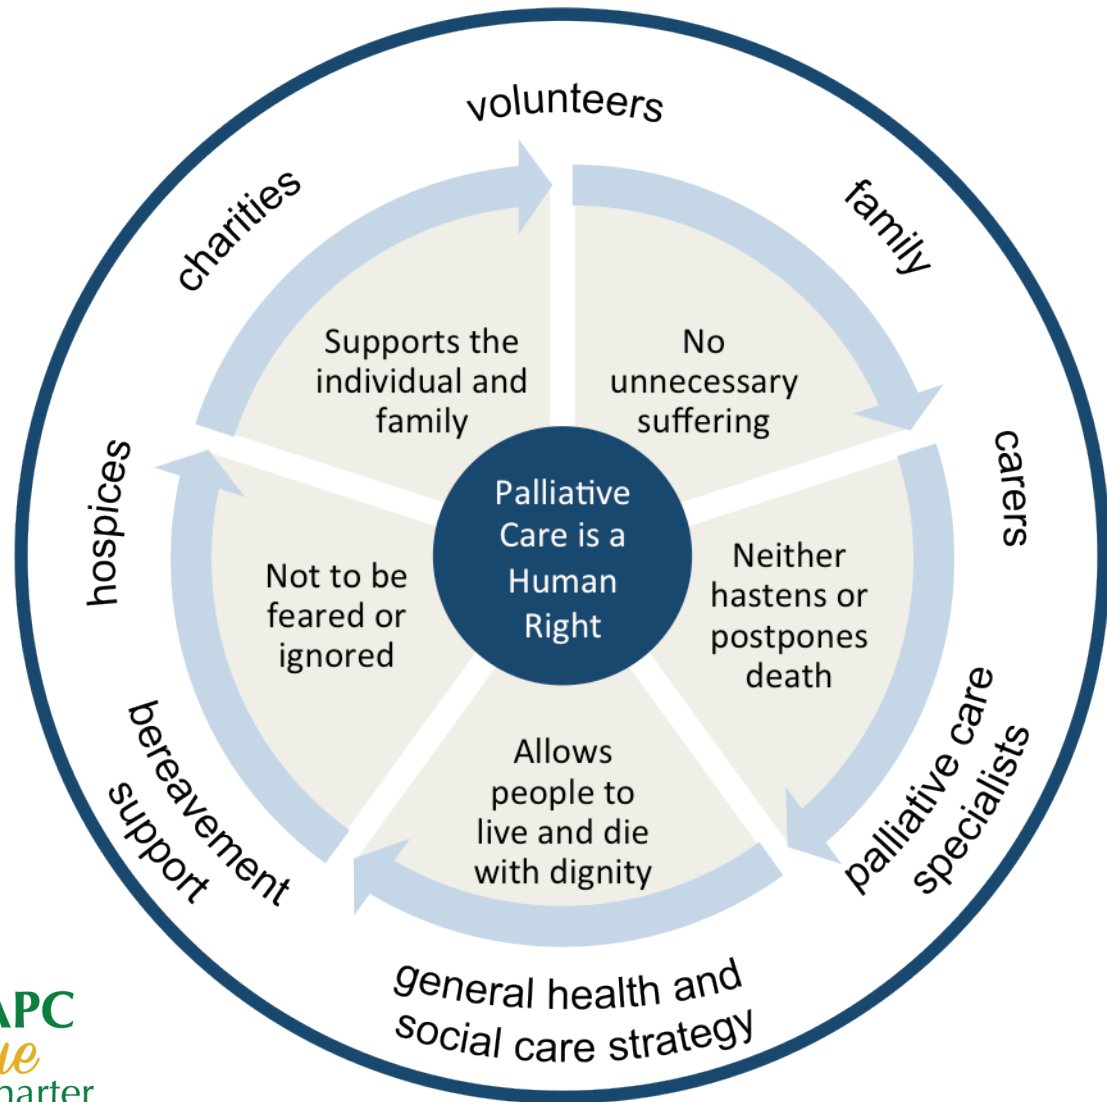 volunteers
family
carers
palliative care
specialists
general health and
social care strategy
bereavement
support
hospices
charities
Supports the
individual and
family
No
unnecessary
suffering
Neither
hastens or
postpones
death
Allows
people to
live and die
with dignity
Not to be
feared or
ignored
Palliative
Care is a
Human
Right